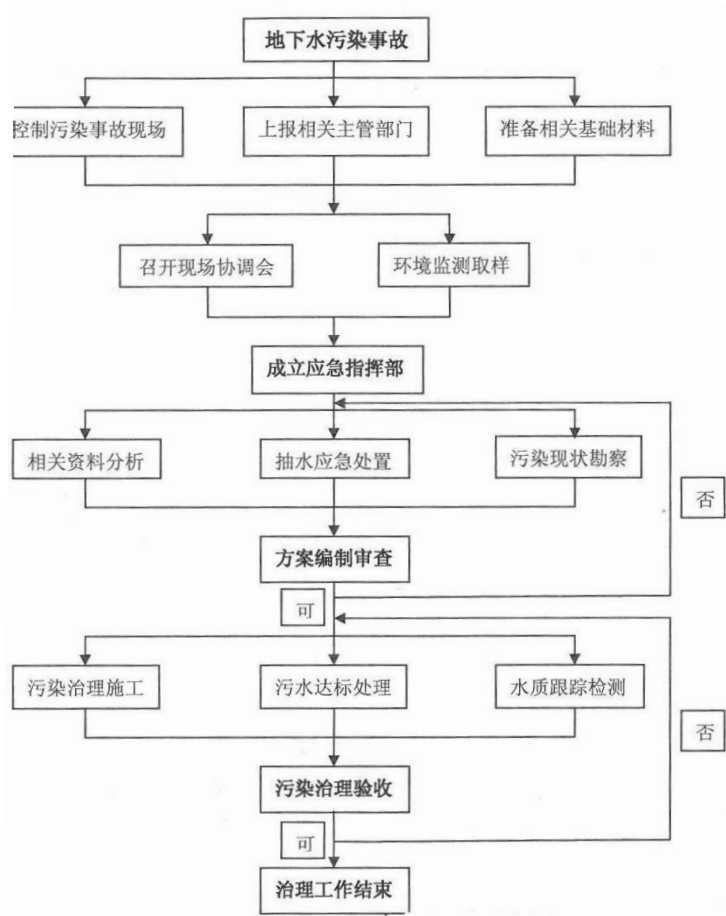 地下水污染事故
控制污染事故现场
上报相关主管部门
准备相关基础材料
召开现场协调会
环境监测取样
成立应急指挥部
相关资料分析
抽水应急处置
污染现状勘察
否
方案编制审查
可
污染治理施工
污水达标处理
水质跟踪检测
否
污染治理验收
可
治理工作结束